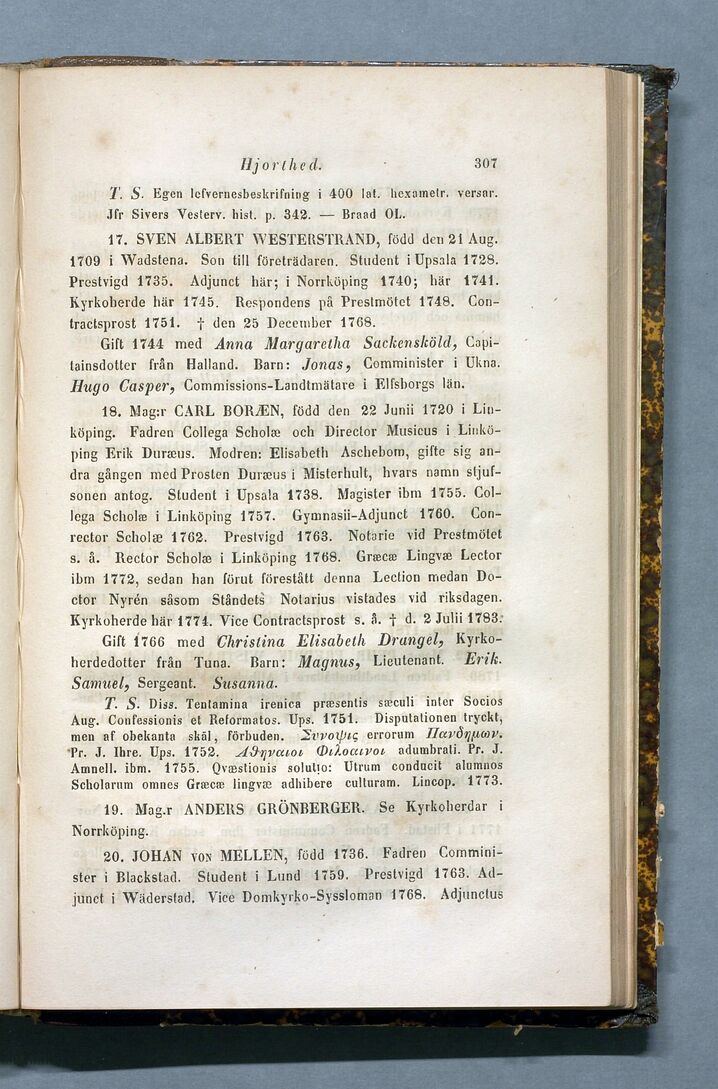 Hjorthed. 307
T. S. Egen lefvernesbeskrifning i 400 lat. hexametr. versar.
Jfr Sivers Vesterv. hist. p. 342. — Braad OL.
17. SVEN ALBERT WESTERSTRAND, född den 21 Aug.
1709 i Wadstena. Son till företrädaren. Student i Upsala 1728.
Prestvigd 1735. Adjunct här; i Norrköping 1740; här 1741.
Kyrkoherde här 1745. Respondens på Prestmötet 1748. Con-
tractsprost 1751. † den 25 December 1768.
Gift 1744 med Anna Margaretha Sackensköld, Capi-
tainsdotter från Halland. Barn: Jonas, Comminister i Ukna.
Hugo Casper, Commissions-Landtmätare i Elfsborgs län.
18. Mag:r CARL BORÆN, född den 22 Junii 1720 i Lin-
köping. Fadren Collega Scholæ och Director Musicus i Linkö-
ping Erik Duræus. Modren: Elisabeth Aschebom, gifte sig an-
dra gången med Prosten Duræus i Misterhult, hvars namn stjuf-
sonen antog. Student i Upsala 1738. Magister ibm 1755. Col-
lega Scholæ i Linköping 1757. Gymnasii-Adjunct 1760. Con-
rector Scholæ 1762. Prestvigd 1763. Notarie vid Prestmötet
s. å. Rector Scholæ i Linköping 1768. Græcæ Lingvæ Lector
ibm 1772, sedan han förut förestått denna Lection medan Do-
ctor Nyrén såsom Ståndets Notarius vistades vid riksdagen.
Kyrkoherde här 1774. Vice Contractsprost s. å. † d. 2 Julii 1783.
Gift 1766 med Christina Elisabeth Drangel, Kyrko-
herdedotter från Tuna. Barn: Magnus, Lieutenant. Erik.
Samuel, Sergeant. Susanna.
T. S. Diss. Tentamina irenica præsentis sæculi inter Socios
Aug. Confessionis et Reformatos. Ups. 1751. Disputationen tryckt,
men af obekanta skäl, förbuden. Συνοψις errorum Πανδημων.
Pr. J. Ihre. Ups. 1752. Αϑηναιοι Φιλοαινοι adumbrati. Pr. J.
Amnell. ibm. 1755. Qvæstionis solutio: Utrum conducit alumnos
Scholarum omnes Græcæ lingvæ adhibere culturam. Lincop. 1773.
19. Mag.r ANDERS GRÖNBERGER. Se Kyrkoherdar i
Norrköping.
20. JOHAN von MELLEN, född 1736. Fadren Commini-
ster i Blackstad. Student i Lund 1759. Prestvigd 1763. Ad-
junct i Wäderstad. Vice Domkyrko-Syssloman 1768. Adjunctus